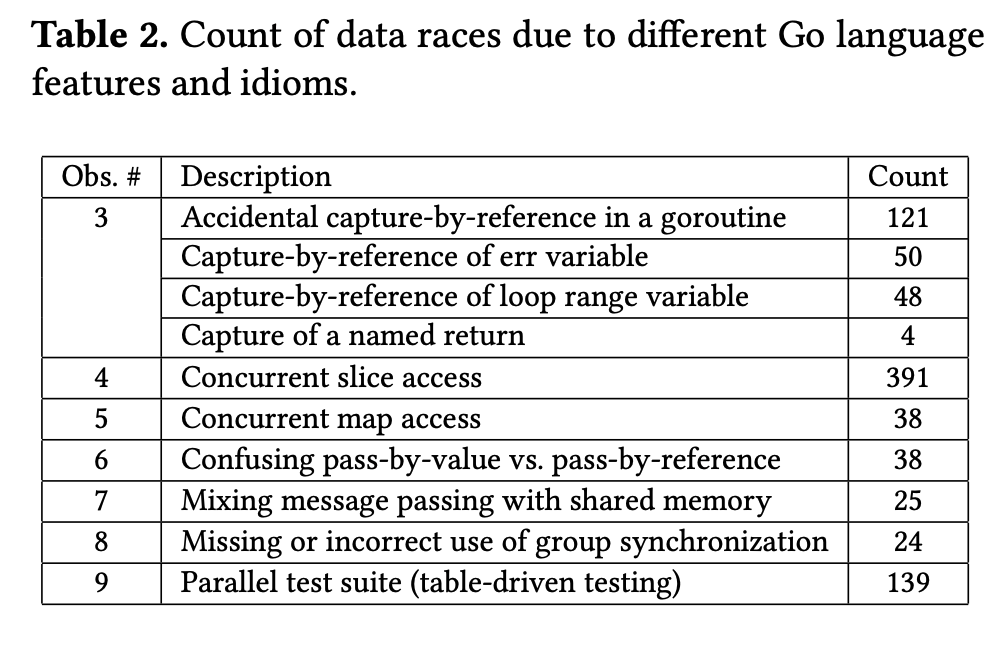 Table 2. Count of data races due to different Go language
features and idioms.
Obs. # Description Count
3 Accidental capture-by-reference in a goroutine 121
Capture-by-reference of err variable 50
Capture-by-reference of loop range variable 48
Capture of a named return 4
4 Concurrent slice access 391
5 Concurrent map access 38
6 Confusing pass-by-value vs. pass-by-reference 38
7 Mixing message passing with shared memory 25
8 Missing or incorrect use of group synchronization 24
9 Parallel test suite (table-driven testing) 139